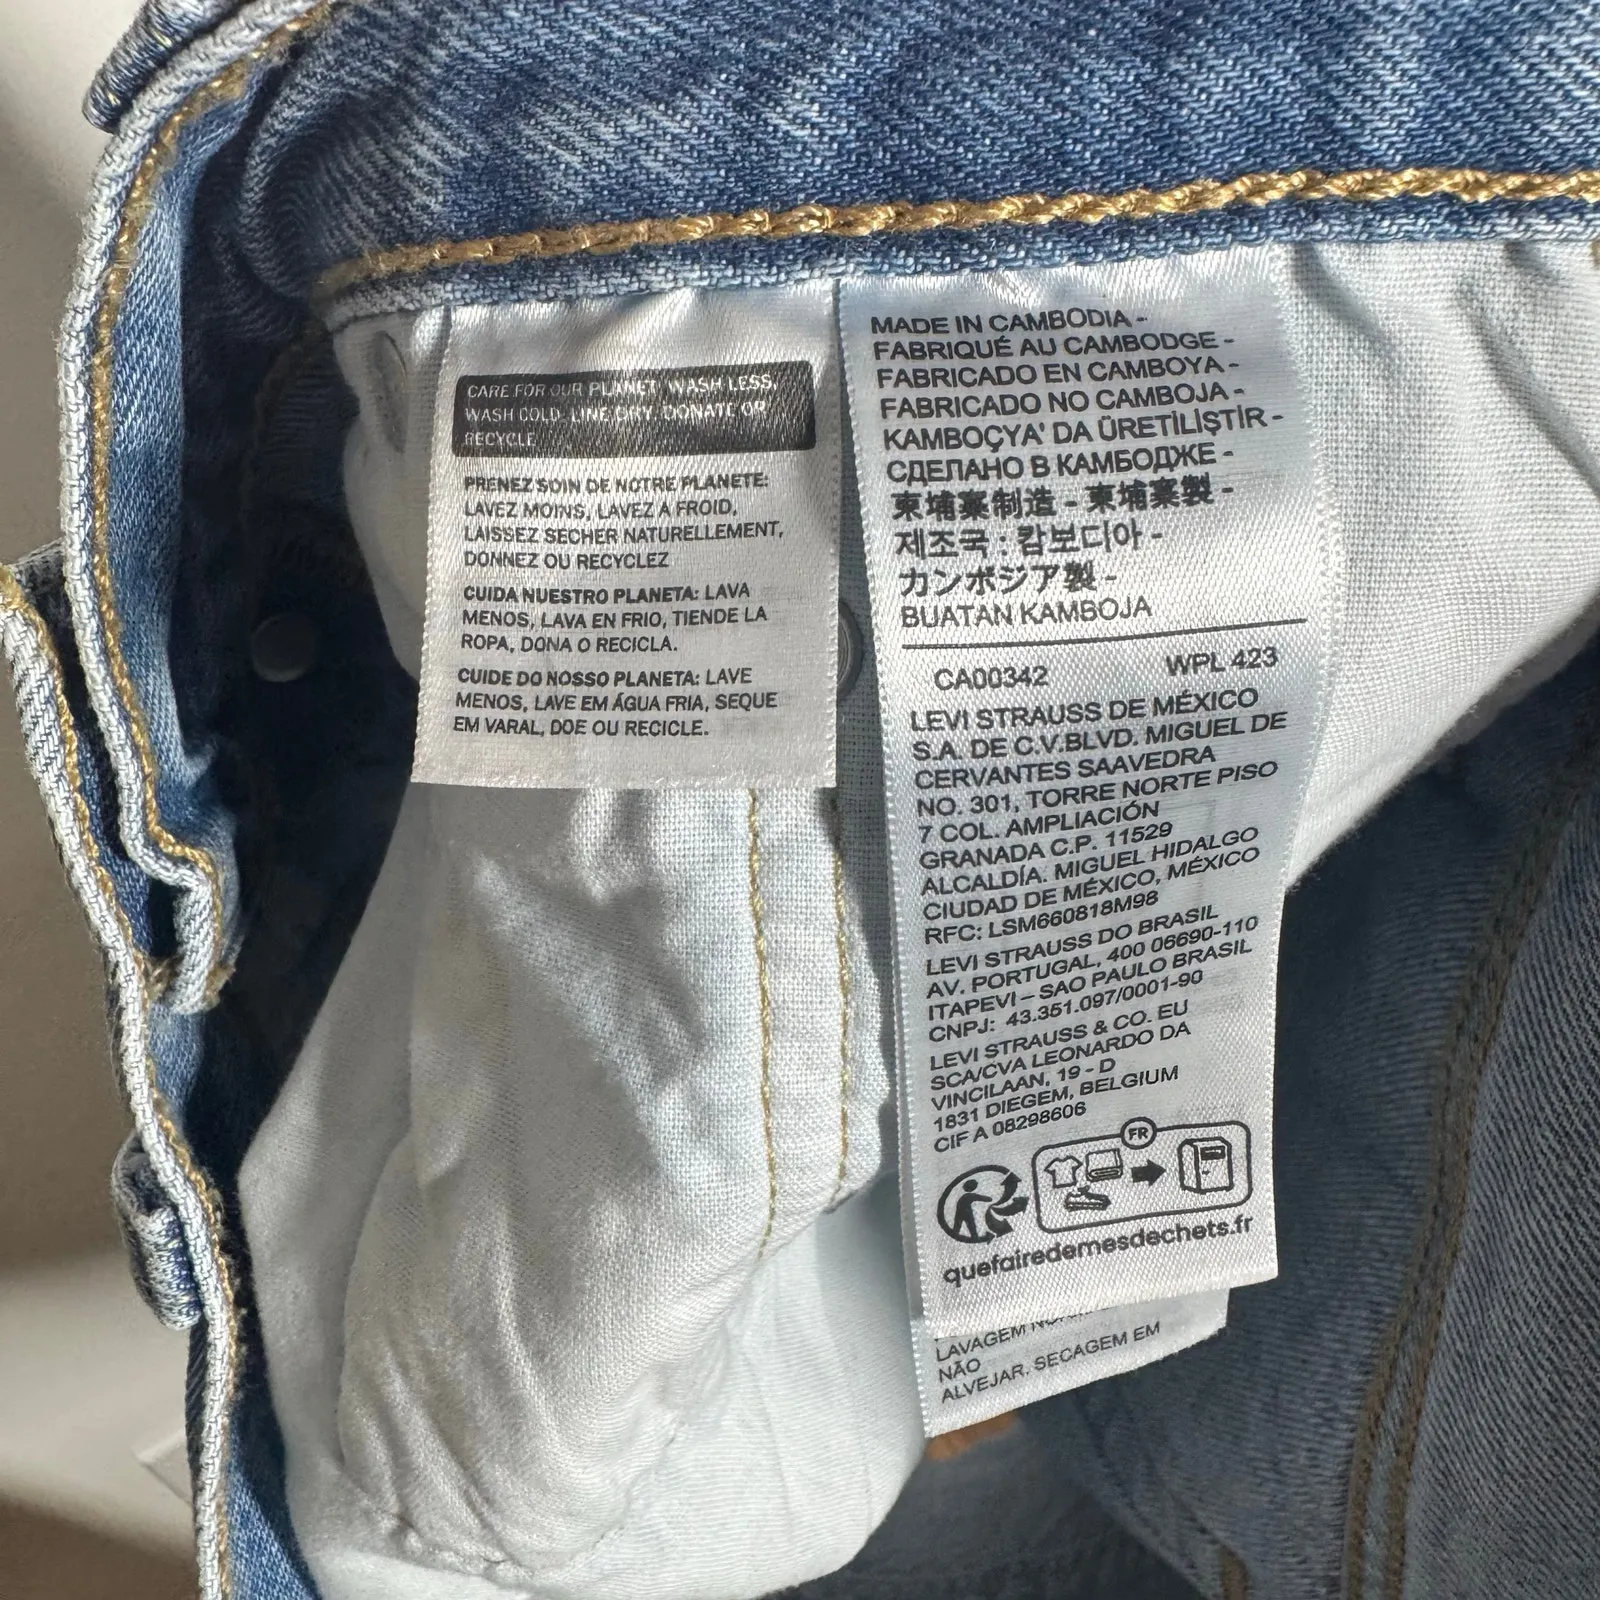 CARE FOR OUR PLANET: WASH LESS,
WASH COLD, LINE DRY, DONATE OR
RECYCLE
PRENEZ SOIN DE NOTRE PLANETE:
LAVEZ MOINS, LAVEZ A FROID,
LAISSEZ SECHER NATURELLEMENT,
DONNEZ OU RECYCLEZ
CUIDA NUESTRO PLANETA: LAVA
MENOS, LAVA EN FRIO, TIENDE LA
ROPA, DONA O RECICLA.
CUIDE DO NOSSO PLANETA: LAVE
MENOS, LAVE EM ÁGUA FRIA, SEQUE
EM VARAL, DOE OU RECICLE.
MADE IN CAMBODIA -
FABRIQUÉ AU CAMBODGE -
FABRICADO EN CAMBOYA -
FABRICADO NO CAMBOJA -
KAMBOÇYA' DA ÜRETİLİŞTİR -
СДЕЛАНО В КАМБОДЖЕ -
柬埔寨制造 - 柬埔寨製 -
제조국 : 캄보디아 -
カンボジア製 -
BUATAN KAMBOJA
CA00342 WPL 423
LEVI STRAUSS DE MÉXICO
S.A. DE C.V.BLVD. MIGUEL DE
CERVANTES SAAVEDRA
NO. 301, TORRE NORTE PISO
7 COL. AMPLIACIÓN
GRANADA C.P. 11529
ALCALDÍA. MIGUEL HIDALGO
CIUDAD DE MÉXICO, MÉXICO
RFC: LSM660818M98
LEVI STRAUSS DO BRASIL
AV. PORTUGAL, 400 06690-110
ITAPEVI – SAO PAULO BRASIL
CNPJ: 43.351.097/0001-90
LEVI STRAUSS & CO. EU
SCA/CVA LEONARDO DA
VINCILAAN, 19 - D
1831 DIEGEM, BELGIUM
CIF A 08298606
FR
quefairedemesdechets.fr
LAVAGEM
NÃO
ALVEJAR. SECAGEM EM